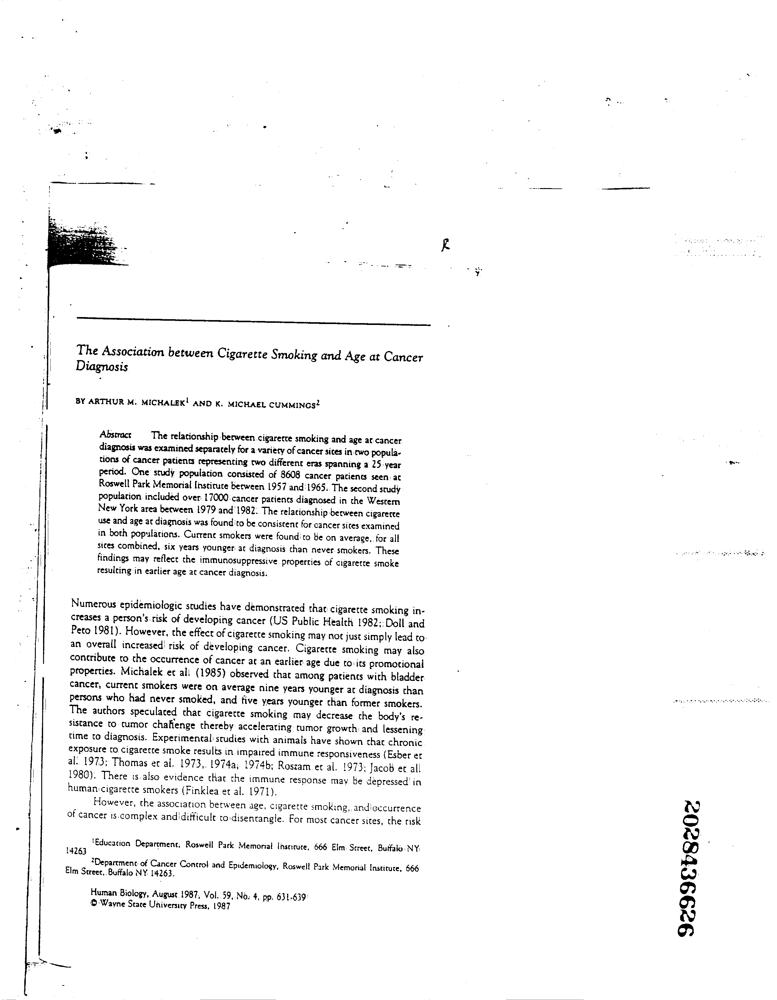 R
The Association between Cigarette Smoking and Age at Cancer
Diagnosis
BY ARTHUR M. MICHALEK¹ AND K. MICHAEL CUMMINGS²
Abstract The relationship between cigarette smoking and age at cancer
diagnosis was examined separately for a variety of cancer sites in two popula-
tions of cancer patients representing two different eras spanning a 25 year
period. One study population consisted of 8608 cancer patients seen at
Roswell Park Memorial Institute between 1957 and 1965. The second study
population included over 17000 cancer patients diagnosed in the Western
New York area between 1979 and 1982. The relationship between cigarette
use and age at diagnosis was found to be consistent for cancer sites examined
in both populations. Current smokers were found to be on average, for all
sites combined, six years younger at diagnosis than never smokers. These
findings may reflect the immunosuppressive properties of cigarette smoke
resulting in earlier age at cancer diagnosis.
Numerous epidemiologic studies have demonstrated that cigarette smoking in-
creases a person's risk of developing cancer (US Public Health 1982; Doll and
Peto 1981). However, the effect of cigarette smoking may not just simply lead to
an overall increased risk of developing cancer. Cigarette smoking may also
contribute to the occurrence of cancer at an earlier age due to its promotional
properties. Michalek et al. (1985) observed that among patients with bladder
cancer, current smokers were on average nine years younger at diagnosis than
persons who had never smoked, and five years younger than former smokers.
The authors speculated that cigarette smoking may decrease the body's re-
sistance to tumor challenge thereby accelerating tumor growth and lessening
time to diagnosis. Experimental studies with animals have shown that chronic
exposure to cigarette smoke results in impaired immune responsiveness (Esber et
al. 1973; Thomas et al. 1973, 1974a, 1974b; Roszam et al. 1973; Jacob et al.
1980). There is also evidence that the immune response may be depressed in
human cigarette smokers (Finklea et al. 1971).
However, the association between age, cigarette smoking, and occurrence
of cancer is complex and difficult to disentangle. For most cancer sites, the risk
¹Education Department, Roswell Park Memorial Institute, 666 Elm Street, Buffalo NY
14263
²Department of Cancer Control and Epidemiology, Roswell Park Memorial Institute, 666
Elm Street, Buffalo NY 14263.
Human Biology, August 1987, Vol. 59, No. 4, pp. 631-639
© Wayne State University Press, 1987
2028436626